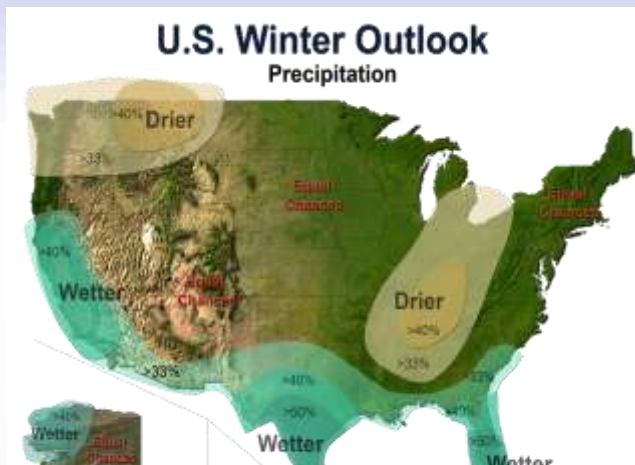 U.S. Winter Outlook
Precipitation
>40%
Drier
>33%
Equal
Chances
Equal
Chances
>40%
Wetter
Equal
Chances
Drier
>40%
>33%
>33%
>33%
>40%
>50%
Wetter
>40%
>50%
Wetter
>40%
Wetter
Equal
Chances